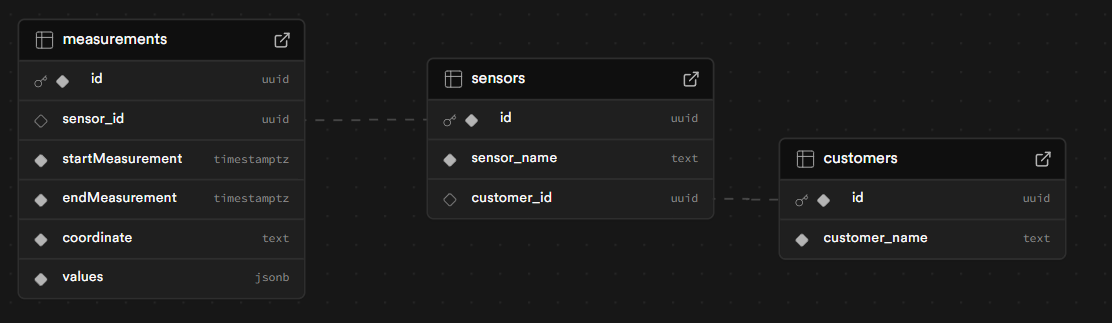 measurements
id uuid
sensor_id uuid
startMeasurement timestamptz
endMeasurement timestamptz
coordinate text
values jsonb
sensors
id uuid
sensor_name text
customer_id uuid
customers
id uuid
customer_name text